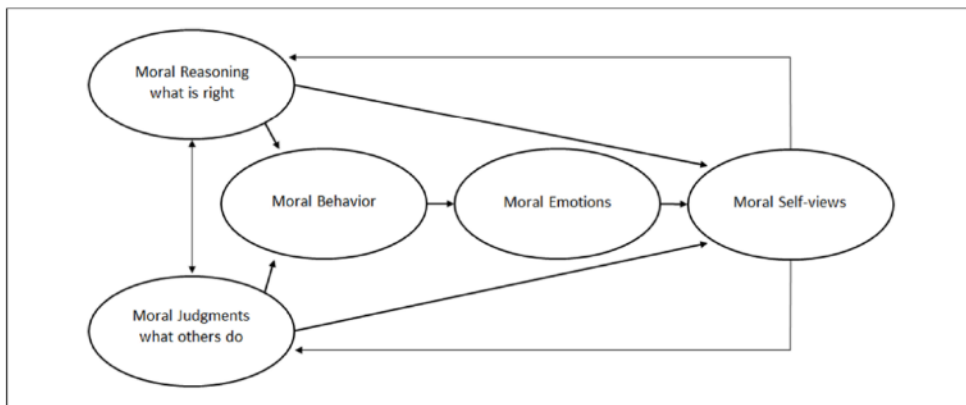 Moral Reasoning
what is right
Moral Behavior
Moral Emotions
Moral Self-views
Moral Judgments
what others do